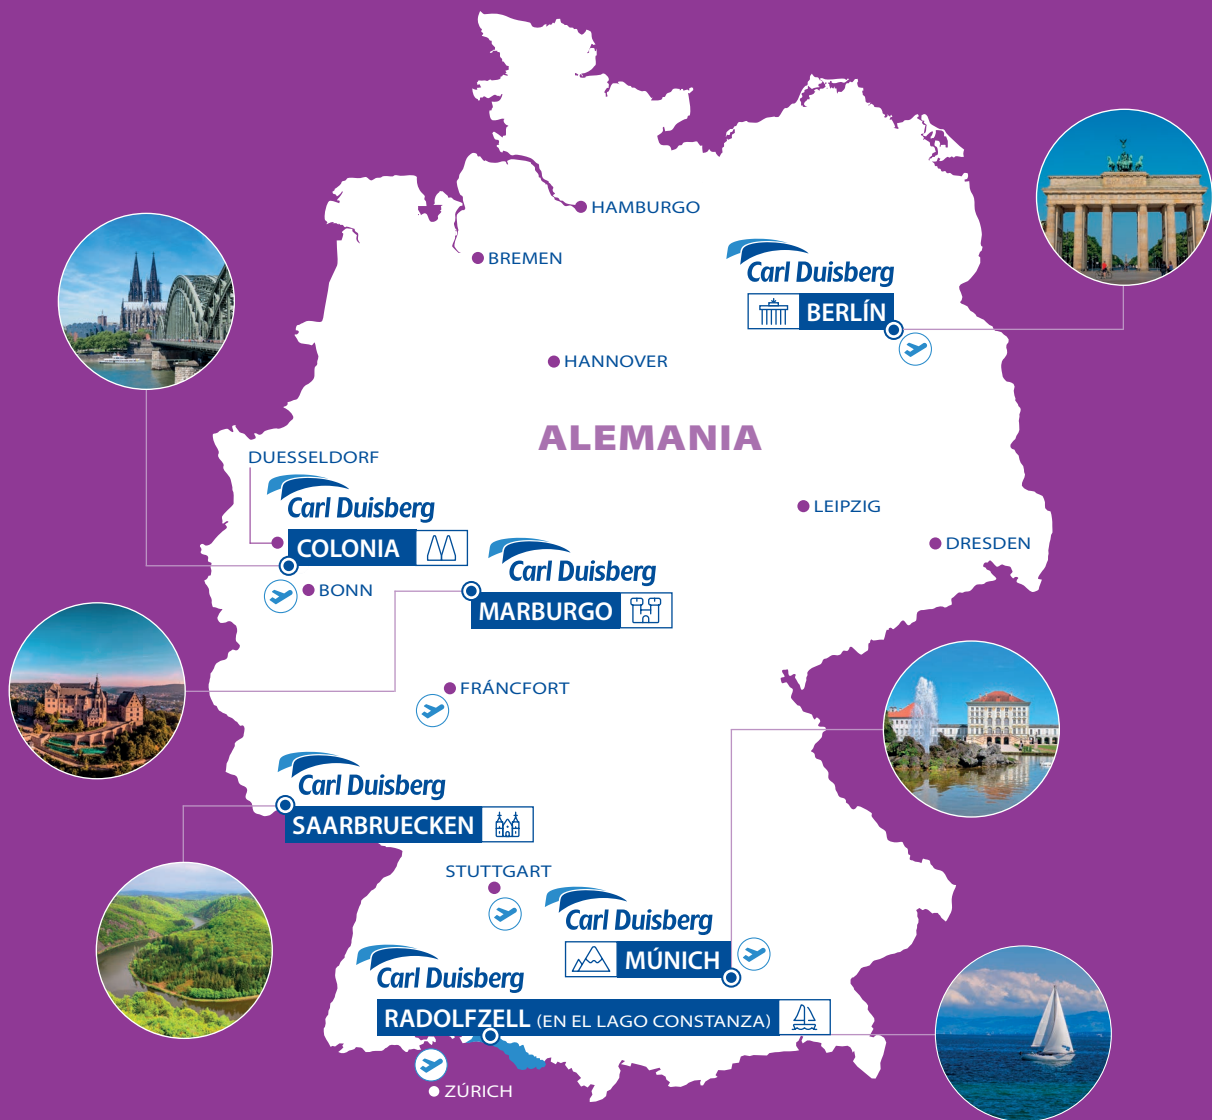 HAMBURGO
BREMEN
Carl Duisberg
BERLÍN
HANNOVER
ALEMANIA
DUESSELDORF
Carl Duisberg
COLONIA
LEIPZIG
DRESDEN
BONN
Carl Duisberg
MARBURGO
FRÁNCFORT
Carl Duisberg
SAARBRUECKEN
STUTTGART
Carl Duisberg
MÚNICH
Carl Duisberg
RADOLFZELL (EN EL LAGO CONSTANZA)
ZÚRICH